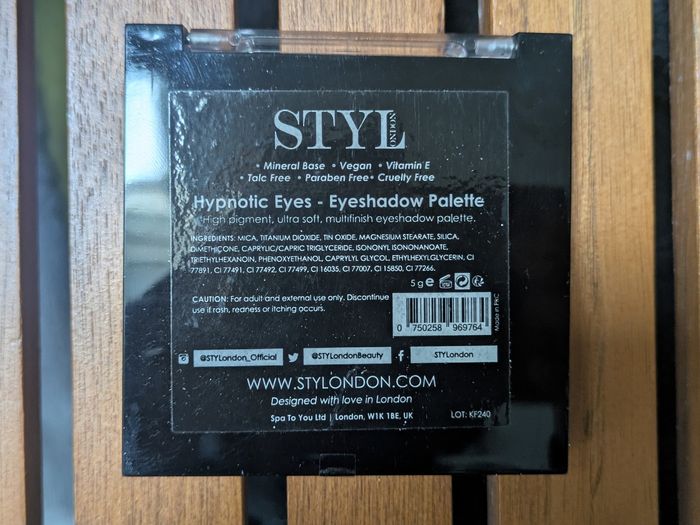 STYL
LONDON
• Mineral Base • Vegan • Vitamin E
• Talc Free • Paraben Free • Cruelty Free
Hypnotic Eyes - Eyeshadow Palette
High pigment, ultra soft, multifinish eyeshadow palette.
INGREDIENTS: MICA, TITANIUM DIOXIDE, TIN OXIDE, MAGNESIUM STEARATE, SILICA,
DIMETHICONE, CAPRYLIC/CAPRIC TRIGLYCERIDE, ISONONYL ISONONANOATE,
TRIETHYLHEXANOIN, PHENOXYETHANOL, CAPRYLYL GLYCOL, ETHYLHEXYLGLYCERIN, CI
77891, CI 77491, CI 77492, CI 77499, CI 16035, CI 77007, CI 15850, CI 77266.
5 g e
CAUTION: For adult and external use only. Discontinue
use if rash, redness or itching occurs.
0 750258 969764
Made in PRC
@STYLondon_Official
@STYLondonBeauty
STYLondon
WWW.STYLONDON.COM
Designed with love in London
Spa To You Ltd | London, W1K 1BE, UK
LOT: KF240